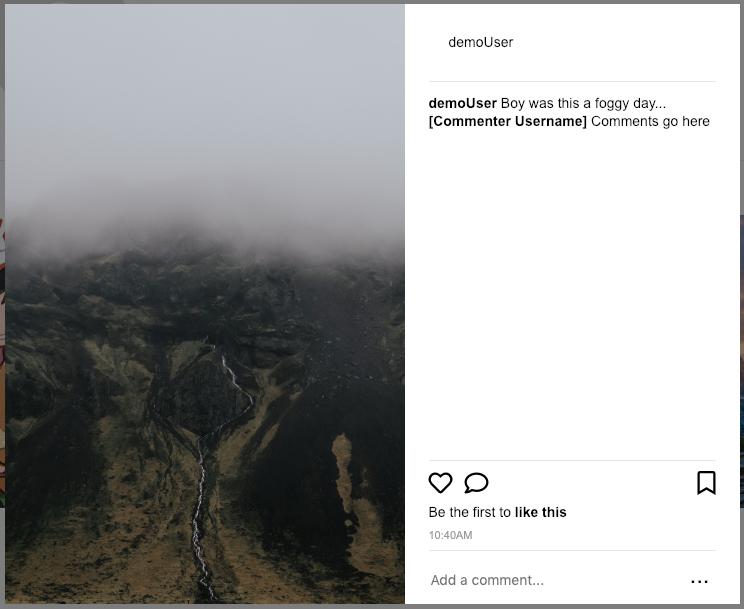 demoUser
demoUser Boy was this a foggy day...
[Commenter Username] Comments go here
Be the first to like this
10:40AM
Add a comment...